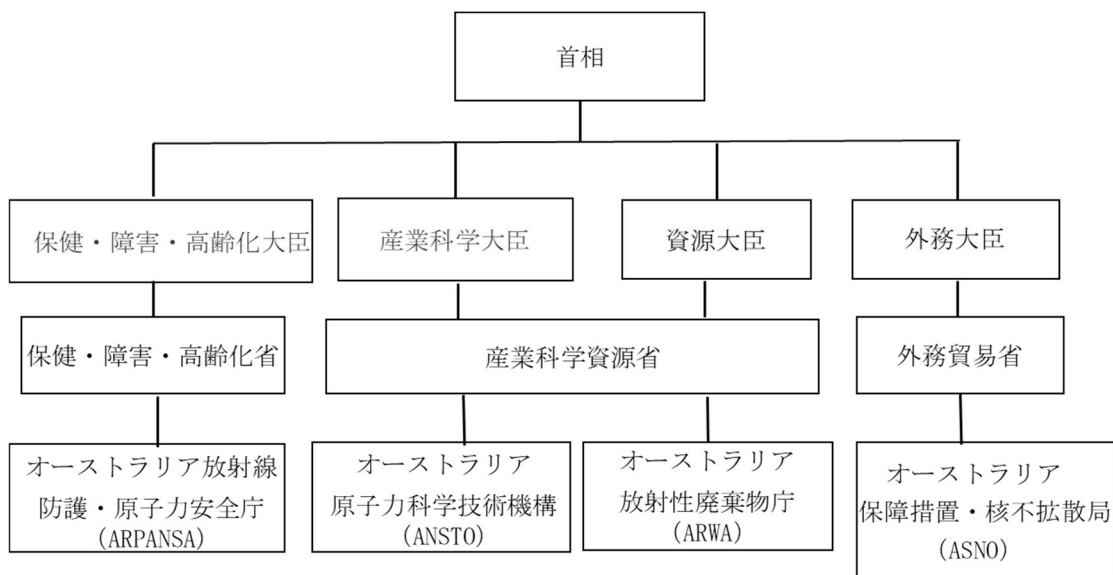 首相
保健・障害・高齢化大臣
産業科学大臣
資源大臣
外務大臣
保健・障害・高齢化省
産業科学資源省
外務貿易省
オーストラリア放射線
防護・原子力安全庁
(ARPANSA)
オーストラリア
原子力科学技術機構
(ANSTO)
オーストラリア
放射性廃棄物庁
(ARWA)
オーストラリア
保障措置・核不拡散局
(ASNO)